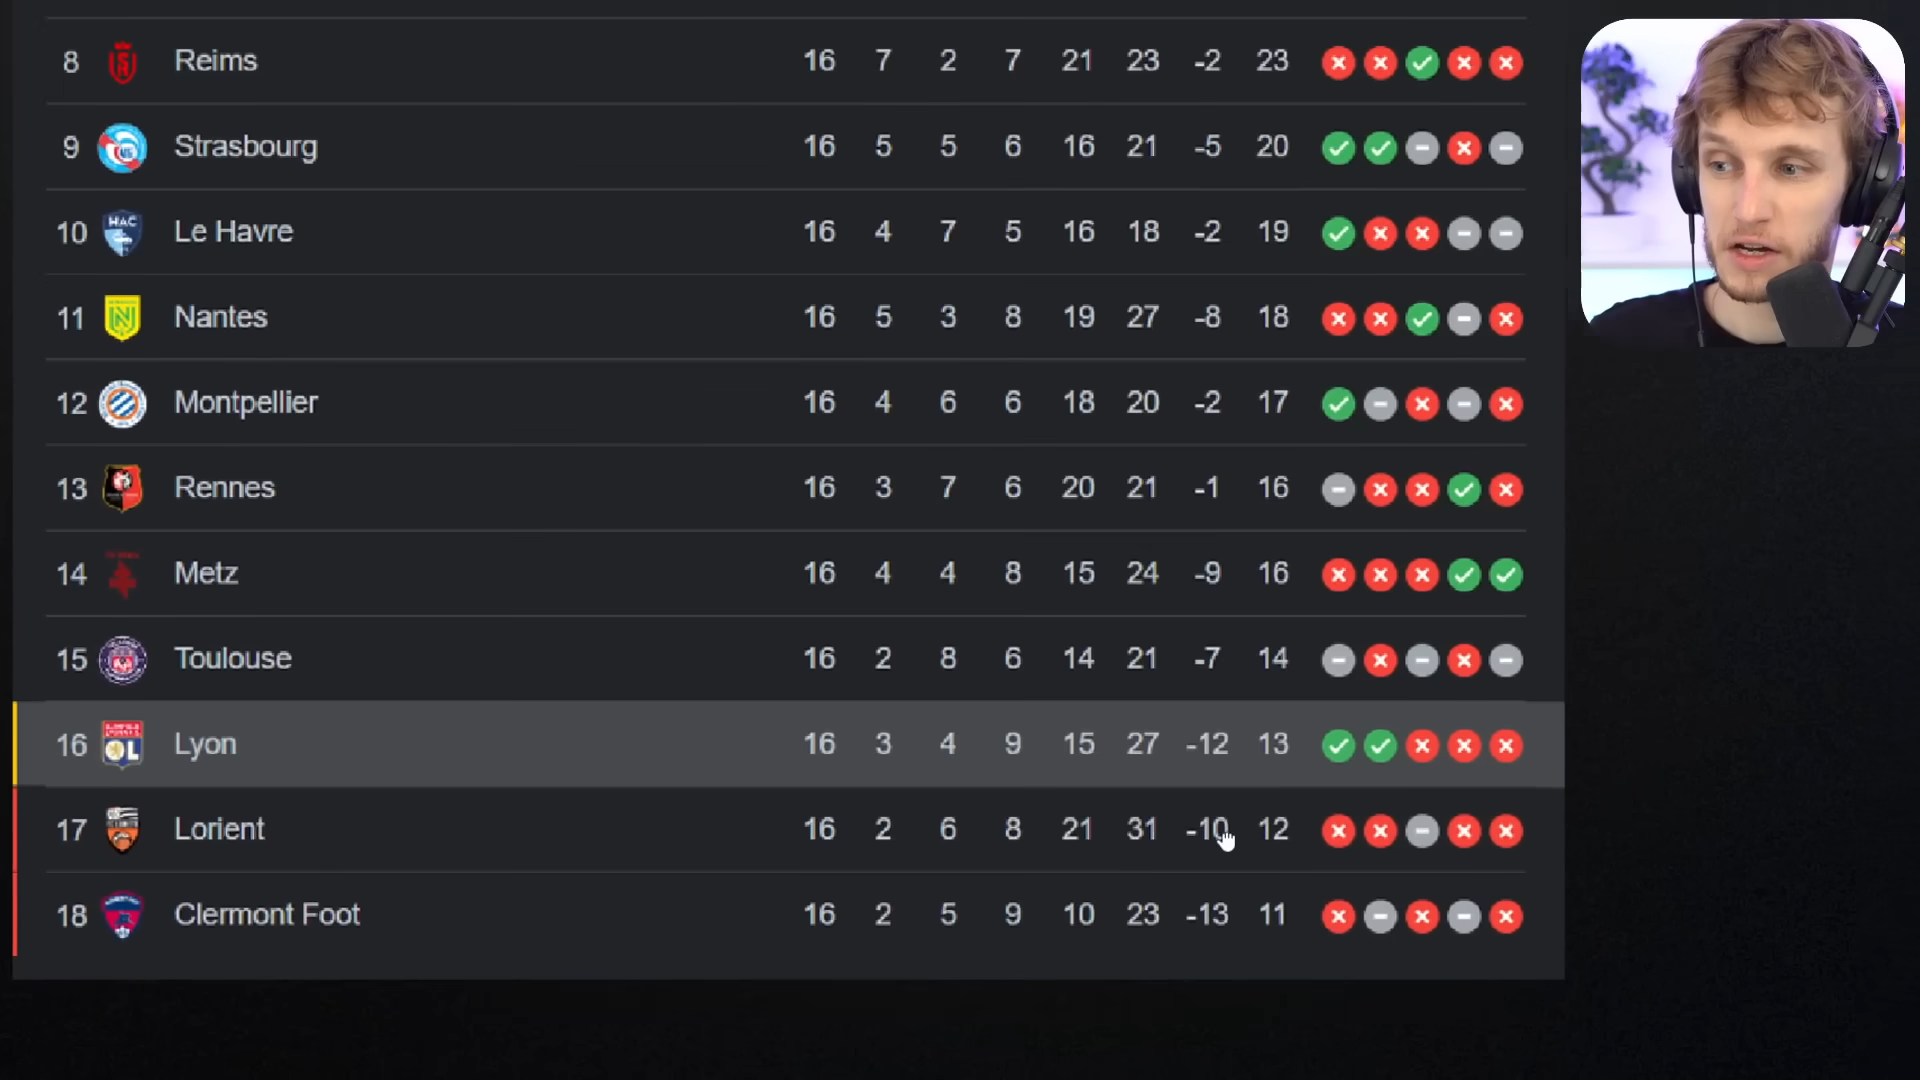 8 Reims 16 7 2 7 21 23 -2 23
9 Strasbourg 16 5 5 6 16 21 -5 20
10 HAC Le Havre 16 4 7 5 16 18 -2 19
11 N Nantes 16 5 3 8 19 27 -8 18
12 Montpellier 16 4 6 6 18 20 -2 17
13 Rennes 16 3 7 6 20 21 -1 16
14 Metz 16 4 4 8 15 24 -9 16
15 Toulouse 16 2 8 6 14 21 -7 14
16 OL Lyon 16 3 4 9 15 27 -12 13
17 Lorient 16 2 6 8 21 31 -10 12
18 Clermont Foot 16 2 5 9 10 23 -13 11